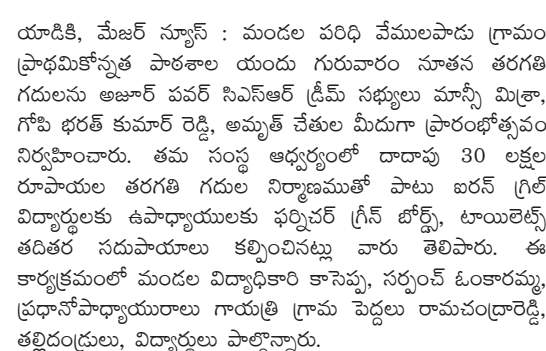 యాడికి, మేజర్ న్యూస్ : మండల పరిధి వేములపాడు గ్రామం
ప్రాథమికోన్నత పాఠశాల యందు గురువారం నూతన తరగతి
గదులను అజూర్ పవర్ సిఎస్ఆర్ డ్రీమ్ సభ్యులు మాన్సీ మిశ్రా,
గోపి భరత్ కుమార్ రెడ్డి, అమృత్ చేతుల మీదుగా ప్రారంభోత్సవం
నిర్వహించారు. తమ సంస్థ ఆధ్వర్యంలో దాదాపు 30 లక్షల
రూపాయల తరగతి గదుల నిర్మాణముతో పాటు ఐరన్ గ్రిల్
విద్యార్థులకు ఉపాధ్యాయులకు ఫర్నిచర్ గ్రీన్ బోర్డ్స్, టాయిలెట్స్
తదితర సదుపాయాలు కల్పించినట్లు వారు తెలిపారు. ఈ
కార్యక్రమంలో మండల విద్యాధికారి కాసెప్ప, సర్పంచ్ ఓంకారమ్మ,
ప్రధానోపాధ్యాయురాలు గాయత్రి గ్రామ పెద్దలు రామచంద్రారెడ్డి,
తల్లిదండ్రులు, విద్యార్థులు పాల్గొన్నారు.